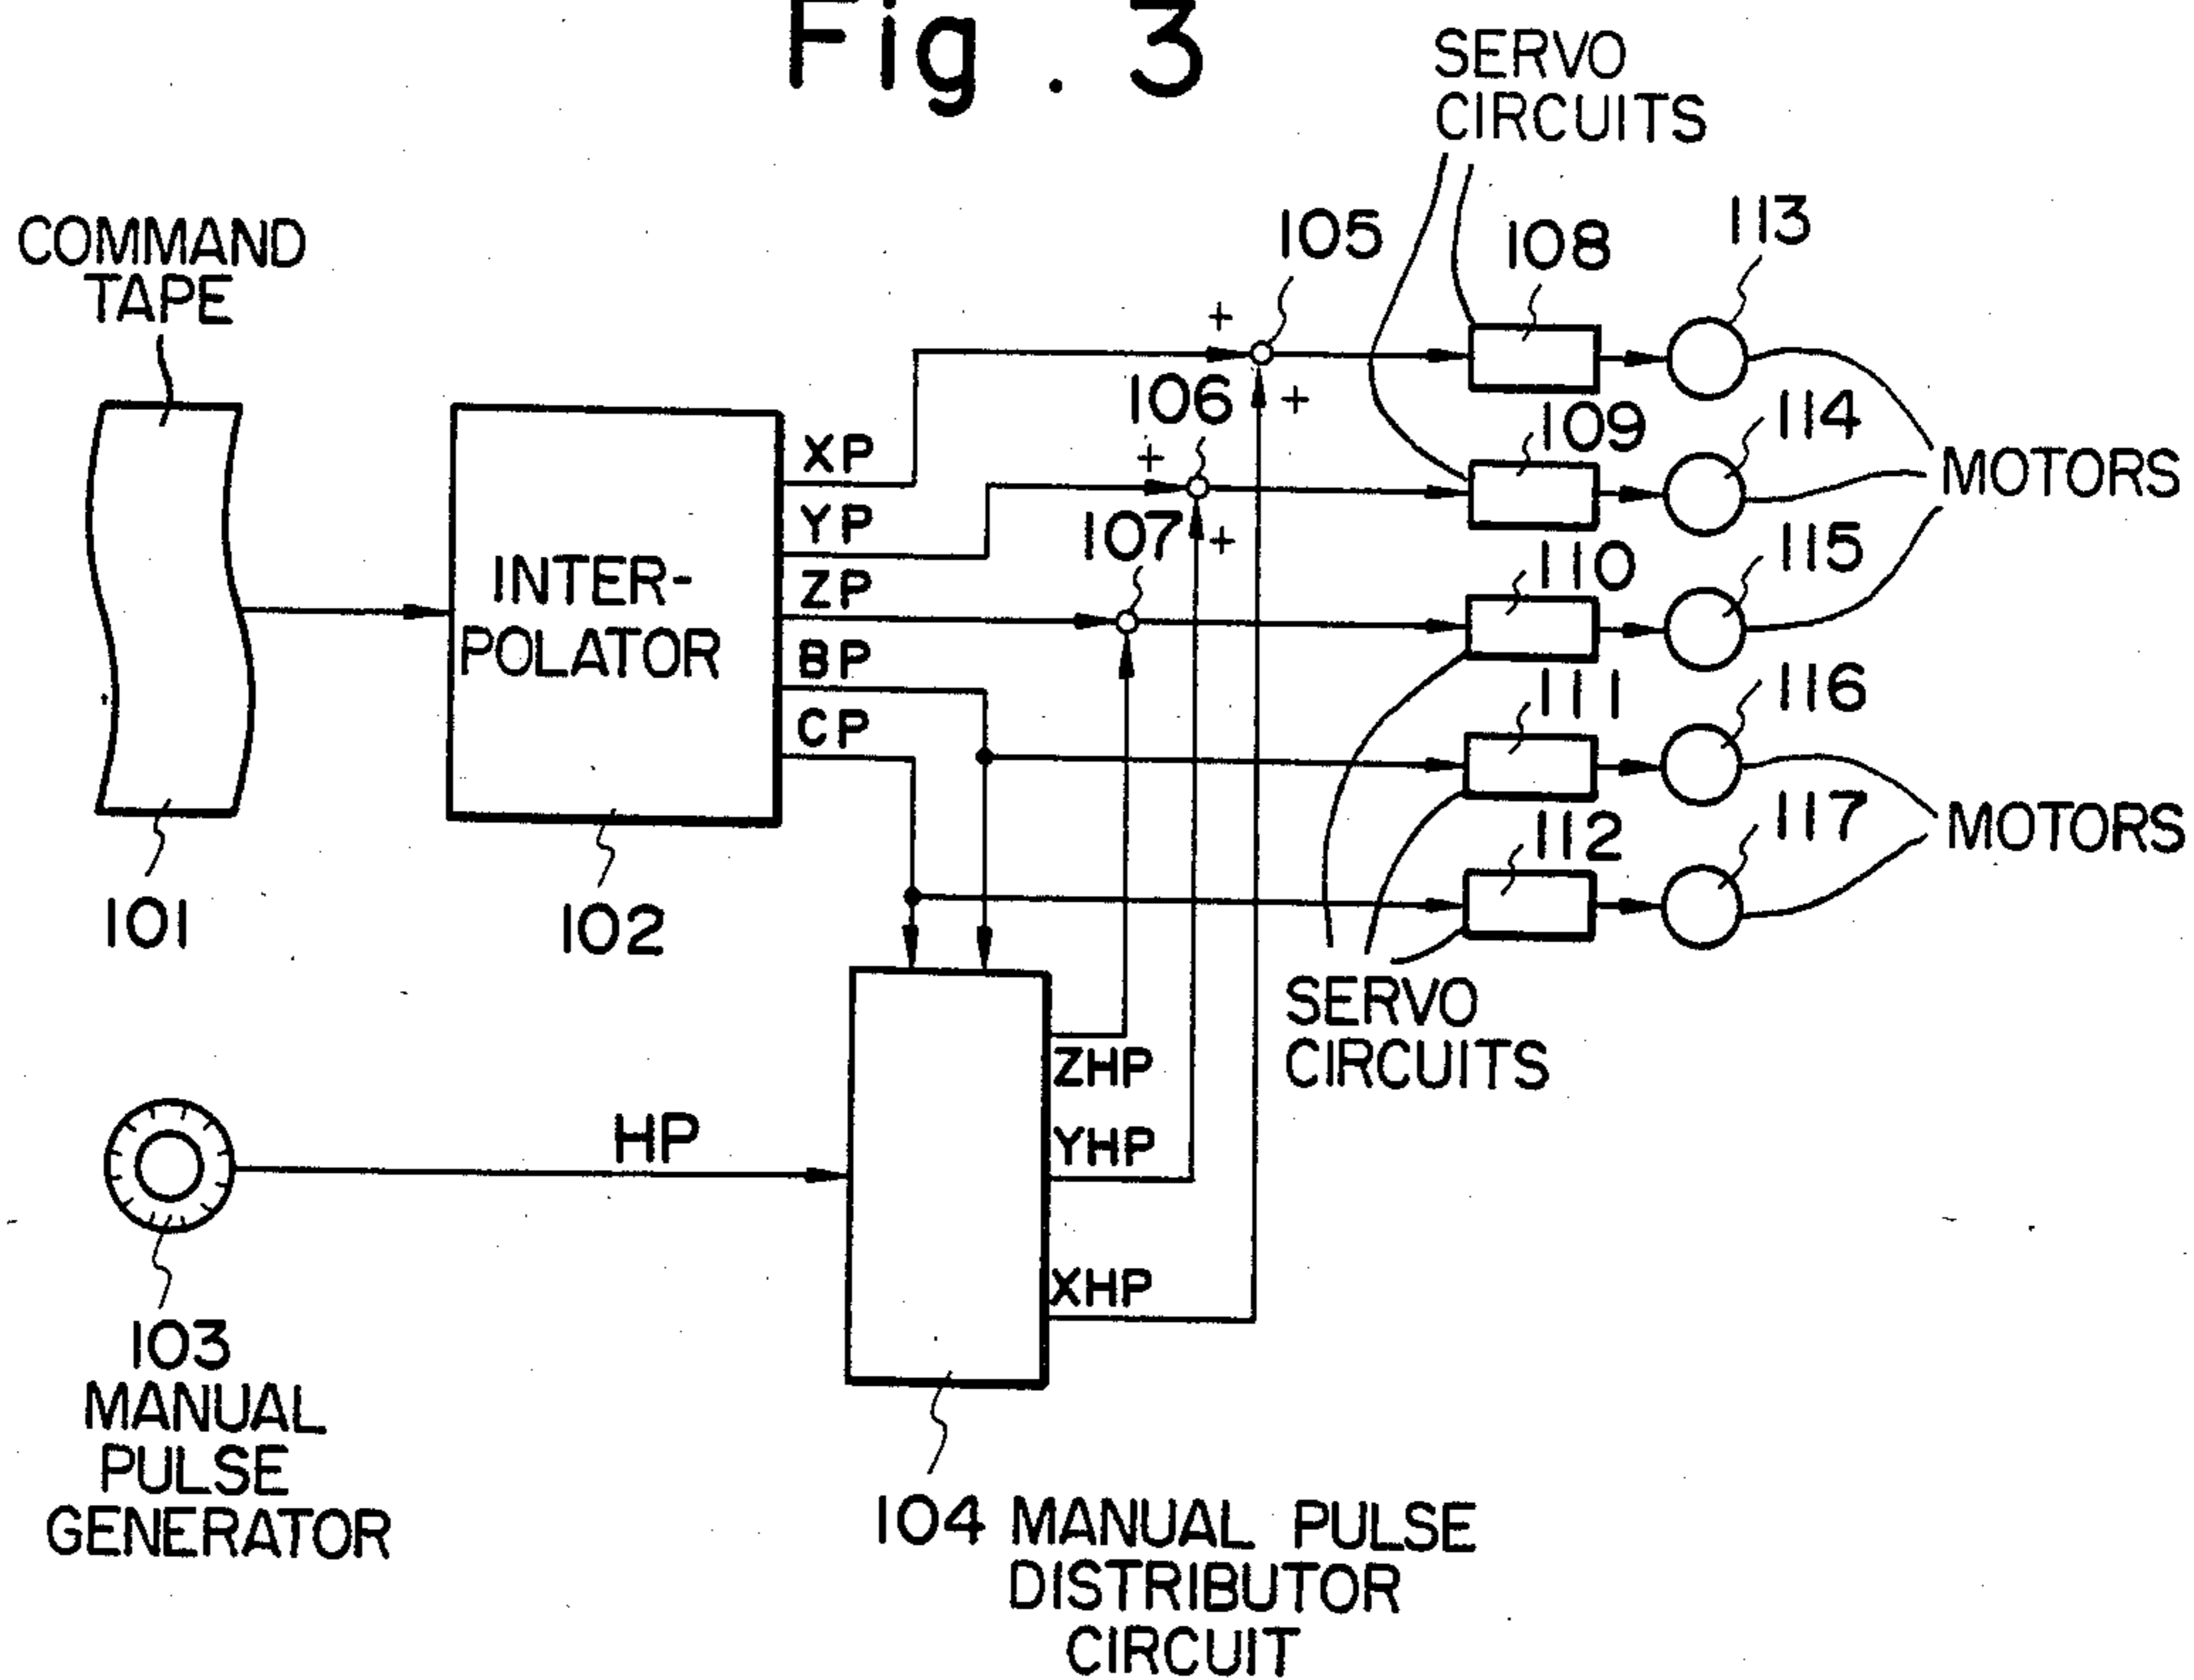 Fig. 3
SERVO
CIRCUITS
COMMAND
TAPE
105
108
113
+
+
106
109
114
MOTORS
XP
+
YP
107
+
110
115
INTER-
POLATOR
ZP
BP
111
116
CP
112
117
MOTORS
101
102
SERVO
CIRCUITS
ZHP
HP
YHP
XHP
103
MANUAL
PULSE
GENERATOR
104 MANUAL PULSE
DISTRIBUTOR
CIRCUIT